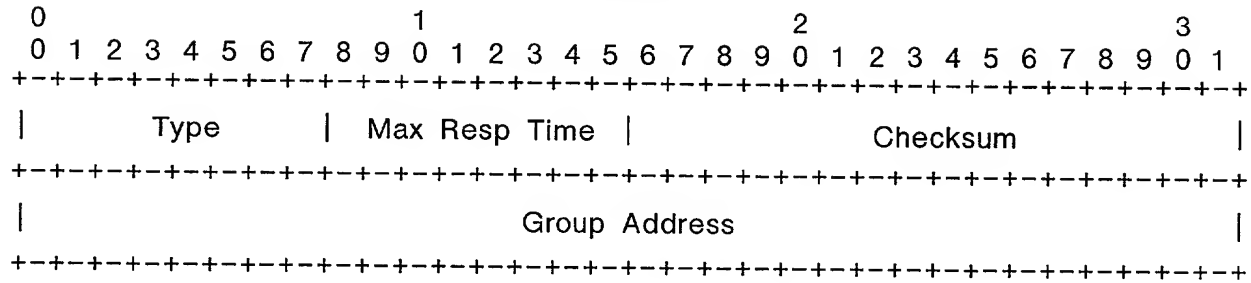 0                   1                   2                   3
 0 1 2 3 4 5 6 7 8 9 0 1 2 3 4 5 6 7 8 9 0 1 2 3 4 5 6 7 8 9 0 1
+-+-+-+-+-+-+-+-+-+-+-+-+-+-+-+-+-+-+-+-+-+-+-+-+-+-+-+-+-+-+-+-+
| Type | Max Resp Time | Checksum |
+-+-+-+-+-+-+-+-+-+-+-+-+-+-+-+-+-+-+-+-+-+-+-+-+-+-+-+-+-+-+-+-+
| Group Address |
+-+-+-+-+-+-+-+-+-+-+-+-+-+-+-+-+-+-+-+-+-+-+-+-+-+-+-+-+-+-+-+-+